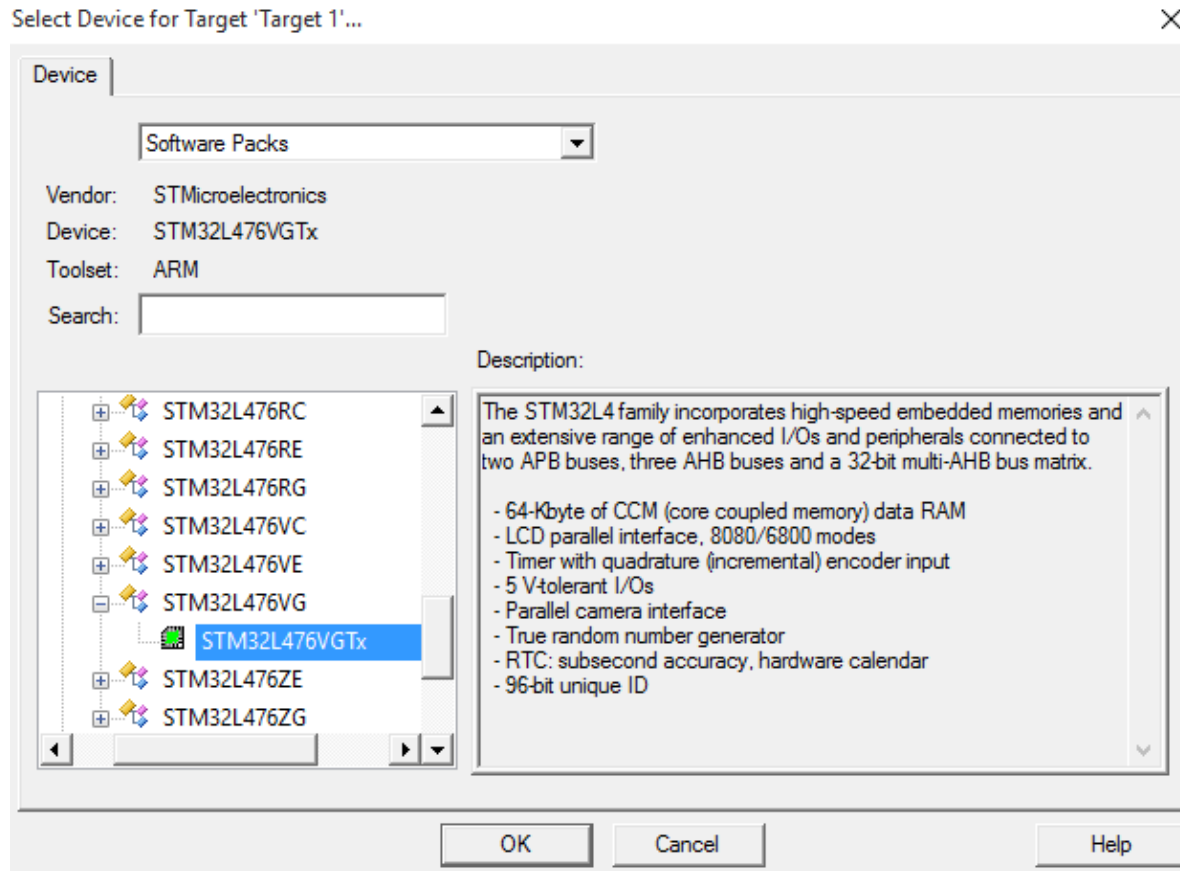 Select Device for Target 'Target 1'...
Device
Software Packs
Vendor: STMicroelectronics
Device: STM32L476VGTx
Toolset: ARM
Search:
Description:
STM32L476RC
STM32L476RE
STM32L476RG
STM32L476VC
STM32L476VE
STM32L476VG
STM32L476VGTx
STM32L476ZE
STM32L476ZG
The STM32L4 family incorporates high-speed embedded memories and
an extensive range of enhanced I/Os and peripherals connected to
two APB buses, three AHB buses and a 32-bit multi-AHB bus matrix.
- 64-Kbyte of CCM (core coupled memory) data RAM
- LCD parallel interface, 8080/6800 modes
- Timer with quadrature (incremental) encoder input
- 5 V-tolerant I/Os
- Parallel camera interface
- True random number generator
- RTC: subsecond accuracy, hardware calendar
- 96-bit unique ID
OK Cancel Help